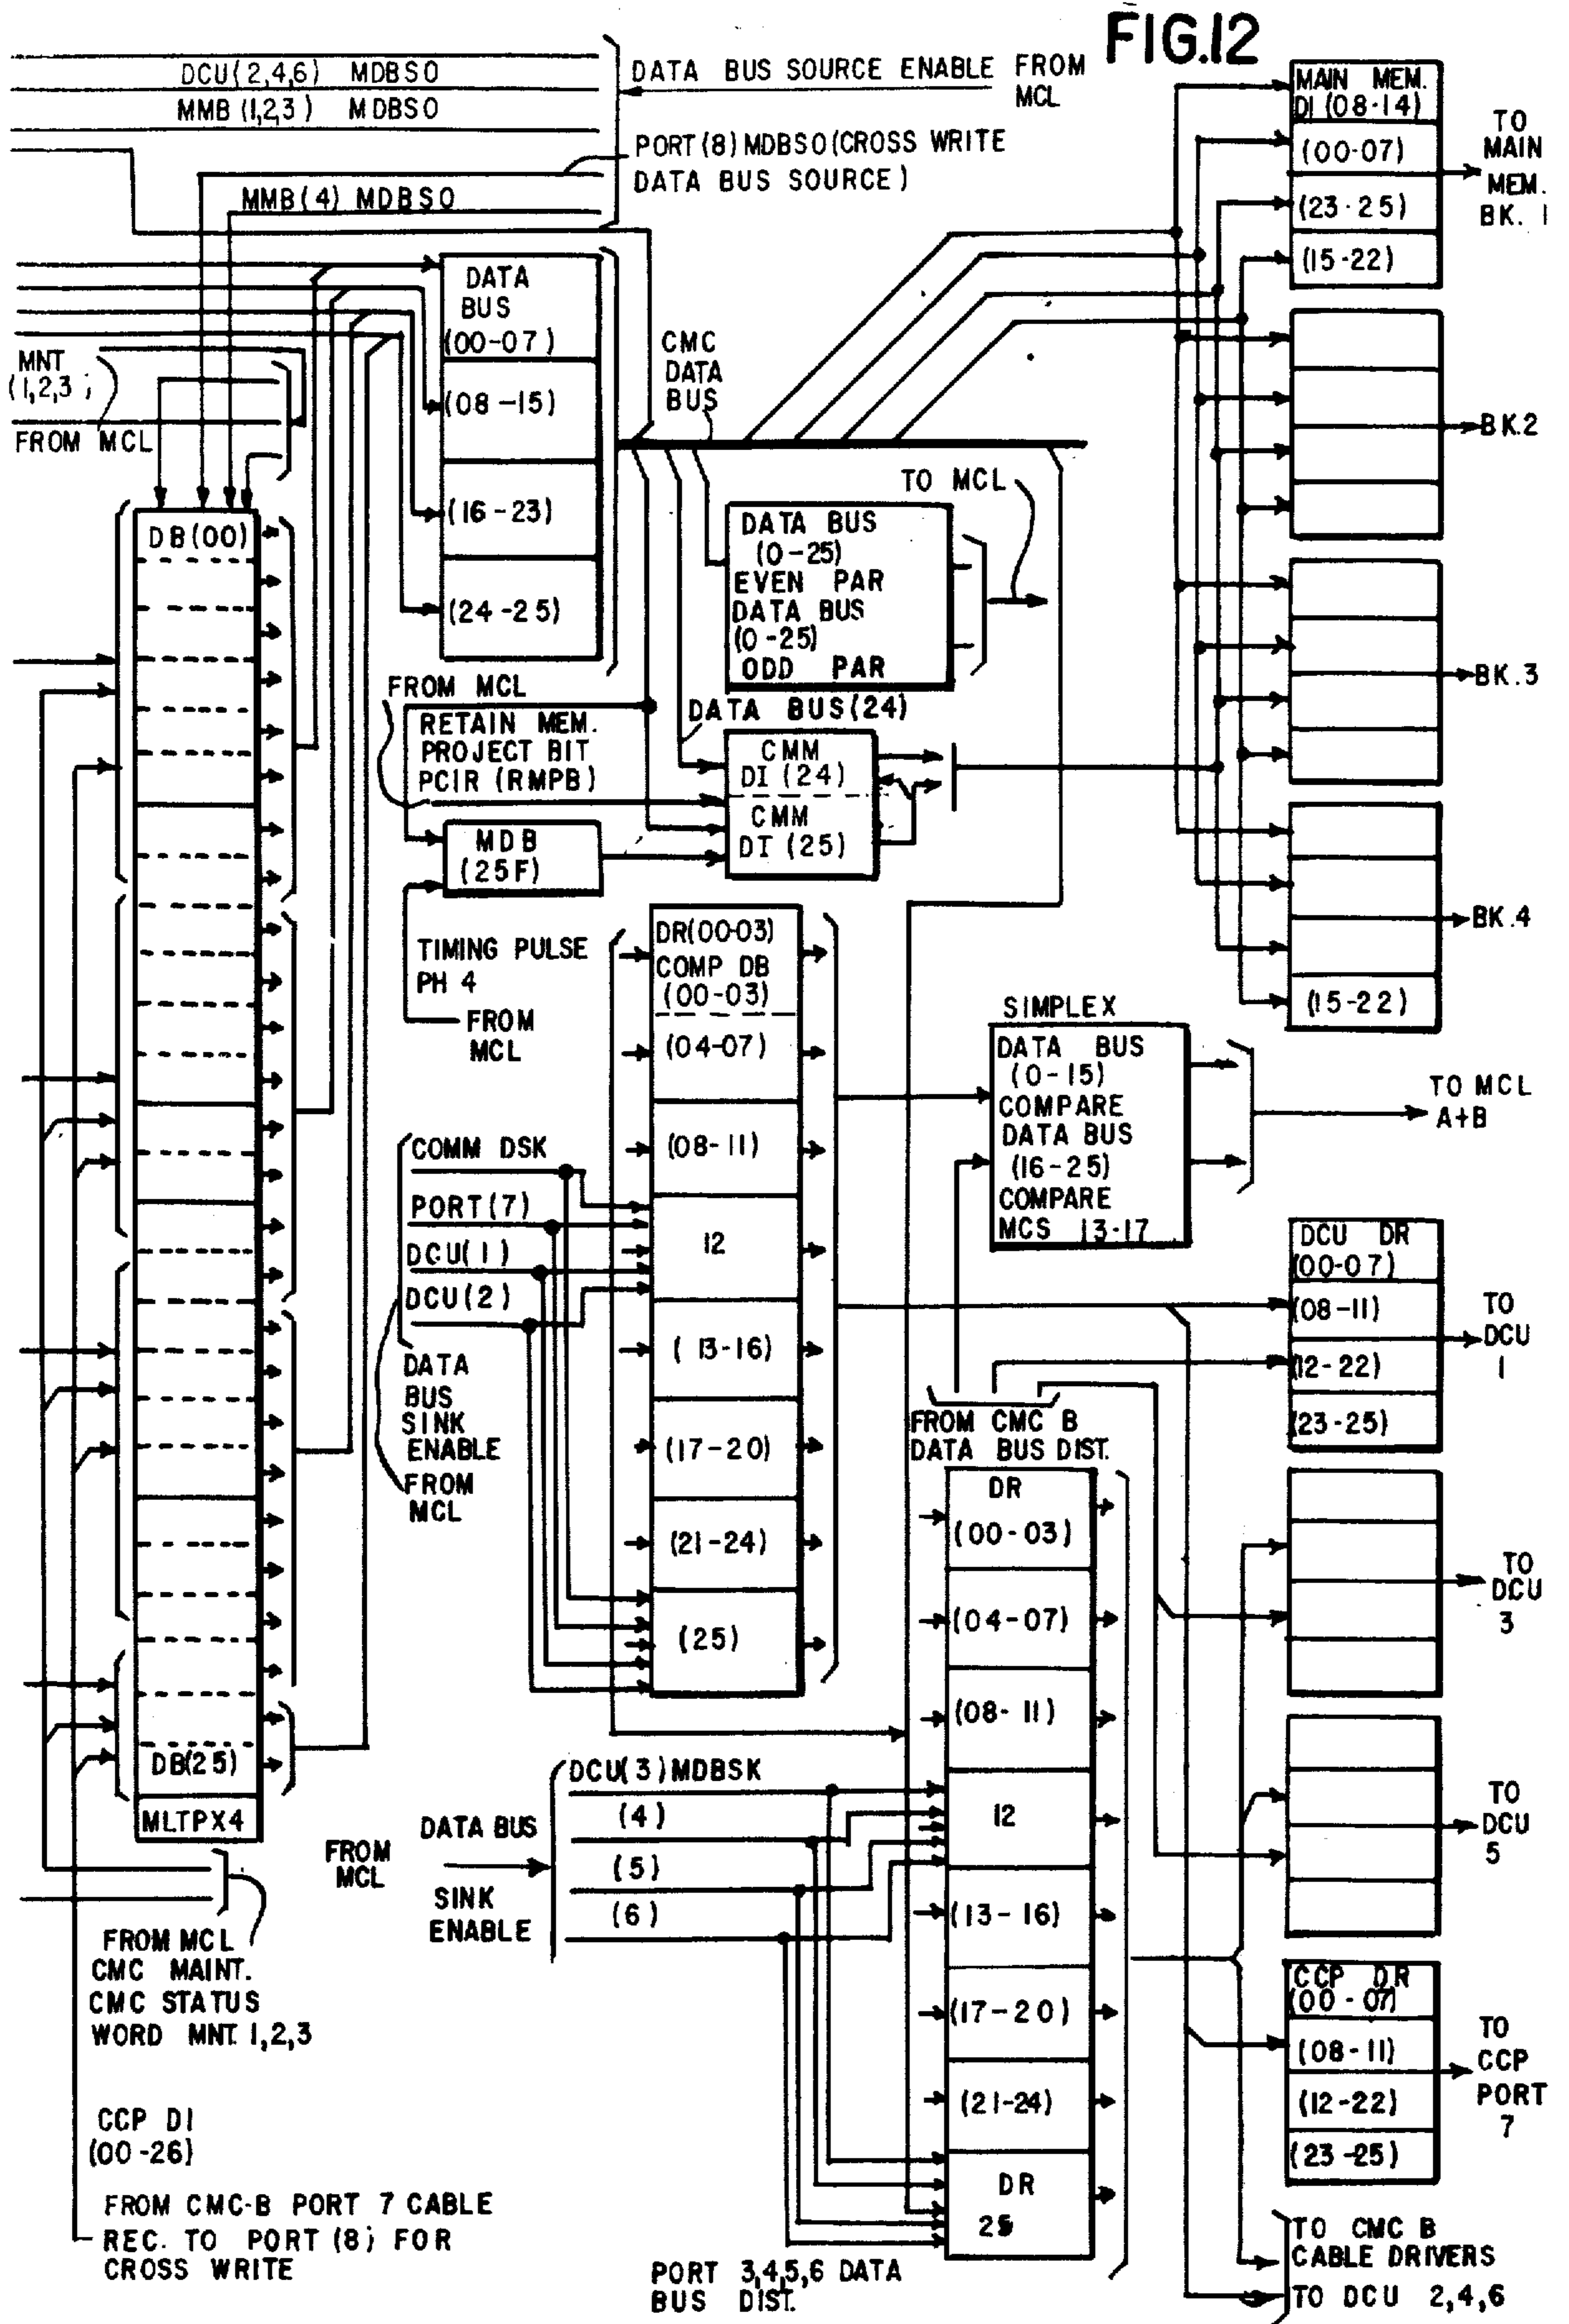 FIG.12
DCU(2,4,6) MDBSO
MMB(1,2,3) MDBSO
DATA BUS SOURCE ENABLE FROM
MCL
PORT(8)MDBSO(CROSS WRITE
DATA BUS SOURCE)
MMB(4) MDBSO
MAIN MEM.
DI(08-14)
(00-07)
(23-25)
(15-22)
TO
MAIN
MEM.
BK. 1
DATA
BUS
(00-07)
(08-15)
(16-23)
(24-25)
MNT
(1,2,3)
FROM MCL
CMC
DATA
BUS
BK.2
TO MCL
DB(00)
DATA BUS
(0-25)
EVEN PAR
DATA BUS
(0-25)
ODD PAR
BK.3
FROM MCL
RETAIN MEM.
PROJECT BIT
PCIR (RMPB)
DATA BUS(24)
CMM
DI (24)
CMM
DI (25)
MDB
(25F)
TIMING PULSE
PH 4
FROM
MCL
BK.4
(15-22)
DR(00-03)
COMP DB
(00-03)
(04-07)
(08-11)
12
(13-16)
(17-20)
(21-24)
(25)
SIMPLEX
DATA BUS
(0-15)
COMPARE
DATA BUS
(16-25)
COMPARE
MCS 13-17
TO MCL
A+B
COMM DSK
PORT(7)
DCU(1)
DCU(2)
DATA
BUS
SINK
ENABLE
FROM
MCL
DCU DR
(00-07)
(08-11)
(12-22)
(23-25)
TO
DCU
1
FROM CMC B
DATA BUS DIST.
DR
(00-03)
(04-07)
(08-11)
12
(13-16)
(17-20)
(21-24)
DR
25
TO
DCU
3
DB(25)
MLTPX4
DCU(3)MDBSK
(4)
(5)
(6)
FROM
MCL
DATA BUS
SINK
ENABLE
TO
DCU
5
FROM MCL
CMC MAINT.
CMC STATUS
WORD MNT. 1,2,3
CCP DR
(00-07)
(08-11)
(12-22)
(23-25)
TO
CCP
PORT
7
CCP DI
(00-26)
FROM CMC-B PORT 7 CABLE
REC. TO PORT (8) FOR
CROSS WRITE
PORT 3,4,5,6 DATA
BUS DIST.
TO CMC B
CABLE DRIVERS
TO DCU 2,4,6